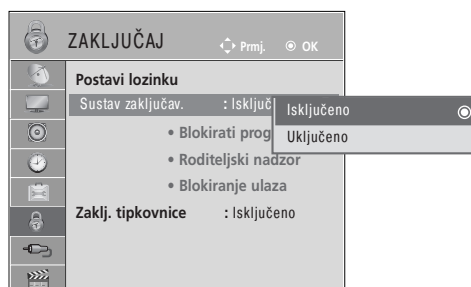 ZAKLJUČAJ
Prmj. OK
Postavi lozinku
Sustav zaključav. : Isključ
Isključeno
Uključeno
• Blokirati prog
• Roditeljski nadzor
• Blokiranje ulaza
Zaklj. tipkovnice : Isključeno